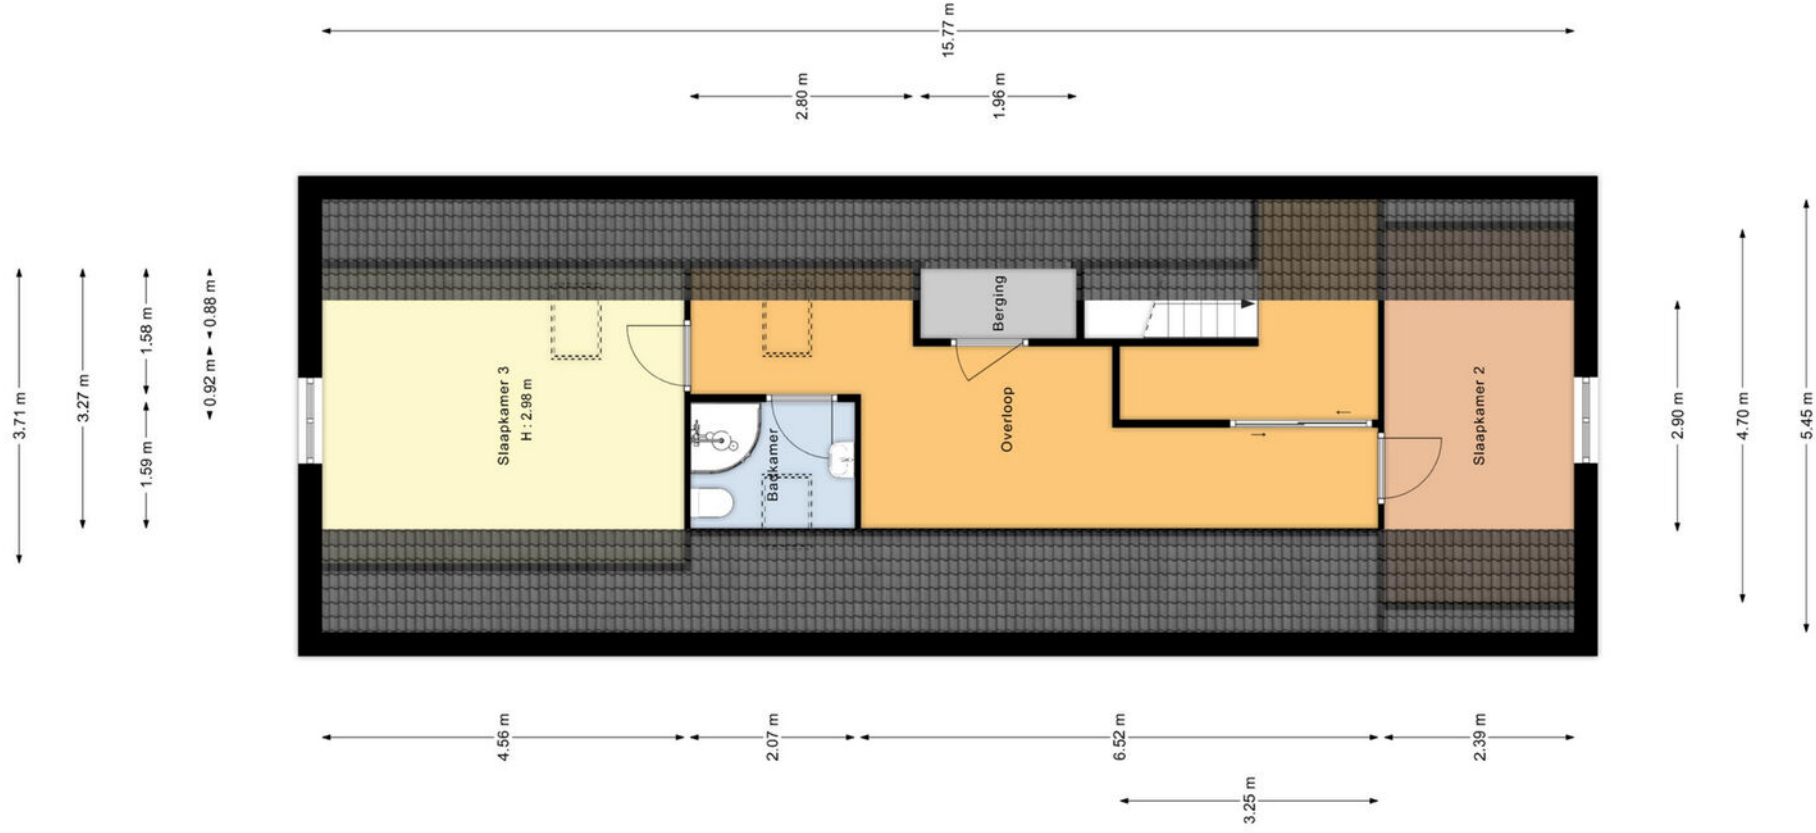 15.77 m
2.80 m
1.96 m
3.71 m
3.27 m
1.58 m
1.59 m
0.88 m
0.92 m
Slaapkamer 3
H : 2.98 m
Badkamer
Berging
Overloop
Slaapkamer 2
2.90 m
4.70 m
5.45 m
4.56 m
2.07 m
6.52 m
2.39 m
3.25 m